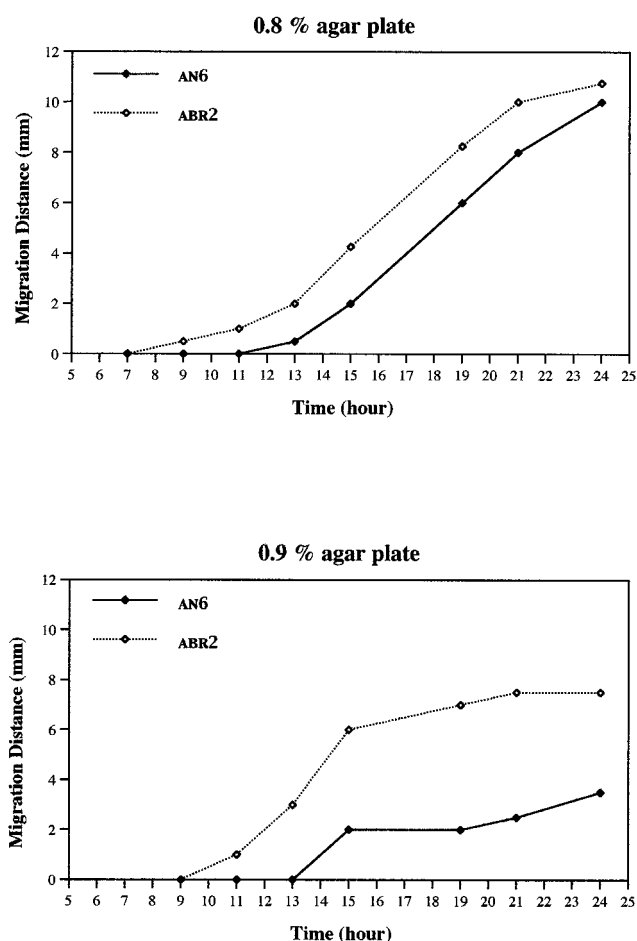 0.8 % agar plate
12
10
8
6
4
2
0
Migration Distance (mm)
AN6
ABR2
5 6 7 8 9 10 11 12 13 14 15 16 17 18 19 20 21 22 23 24 25
Time (hour)
0.9 % agar plate
12
10
8
6
4
2
0
Migration Distance (mm)
AN6
ABR2
5 6 7 8 9 10 11 12 13 14 15 16 17 18 19 20 21 22 23 24 25
Time (hour)